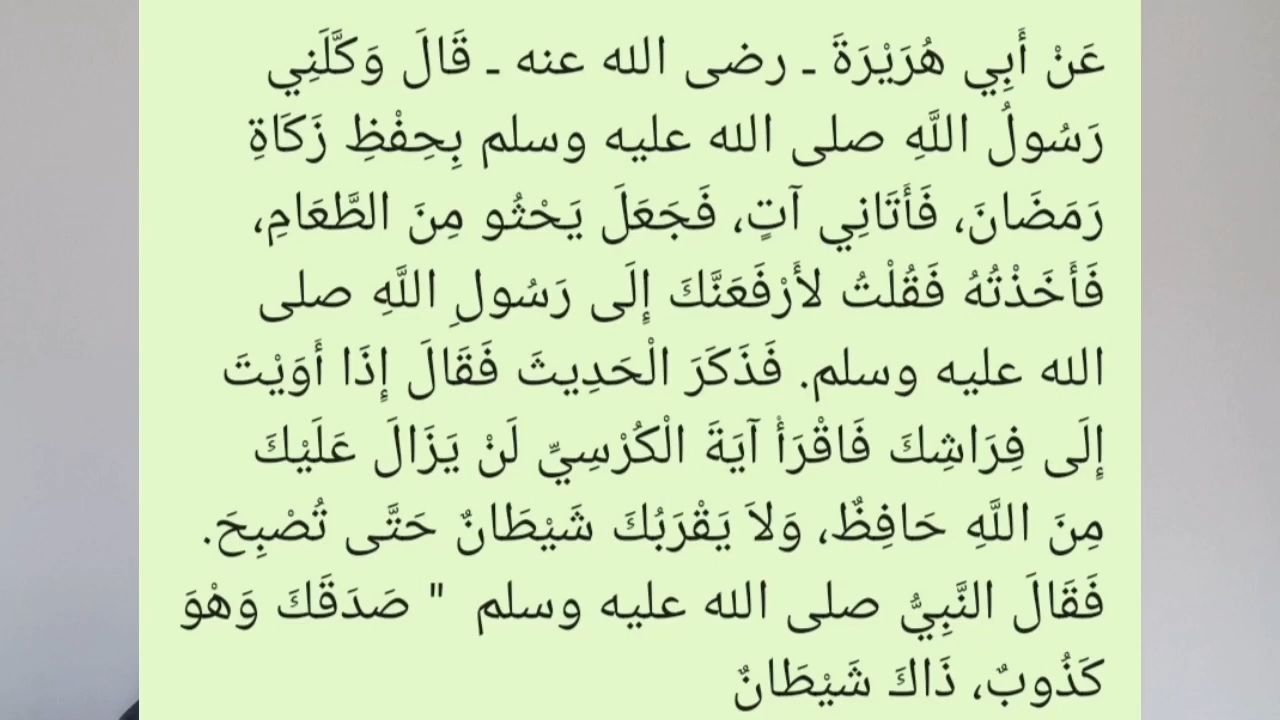 عَنْ أَبِي هُرَيْرَةَ ـ رضى الله عنه ـ قَالَ وَكَّلَنِي
رَسُولُ اللَّهِ صلى الله عليه وسلم بِحِفْظِ زَكَاةِ
رَمَضَانَ، فَأَتَانِي آتٍ، فَجَعَلَ يَحْثُو مِنَ الطَّعَامِ،
فَأَخَذْتُهُ فَقُلْتُ لأَرْفَعَنَّكَ إِلَى رَسُولِ اللَّهِ صلى
الله عليه وسلم. فَذَكَرَ الْحَدِيثَ فَقَالَ إِذَا أَوَيْتَ
إِلَى فِرَاشِكَ فَاقْرَأْ آيَةَ الْكُرْسِيِّ لَنْ يَزَالَ عَلَيْكَ
مِنَ اللَّهِ حَافِظٌ، وَلاَ يَقْرَبُكَ شَيْطَانٌ حَتَّى تُصْبِحَ.
فَقَالَ النَّبِيُّ صلى الله عليه وسلم " صَدَقَكَ وَهْوَ
كَذُوبٌ، ذَاكَ شَيْطَانٌ